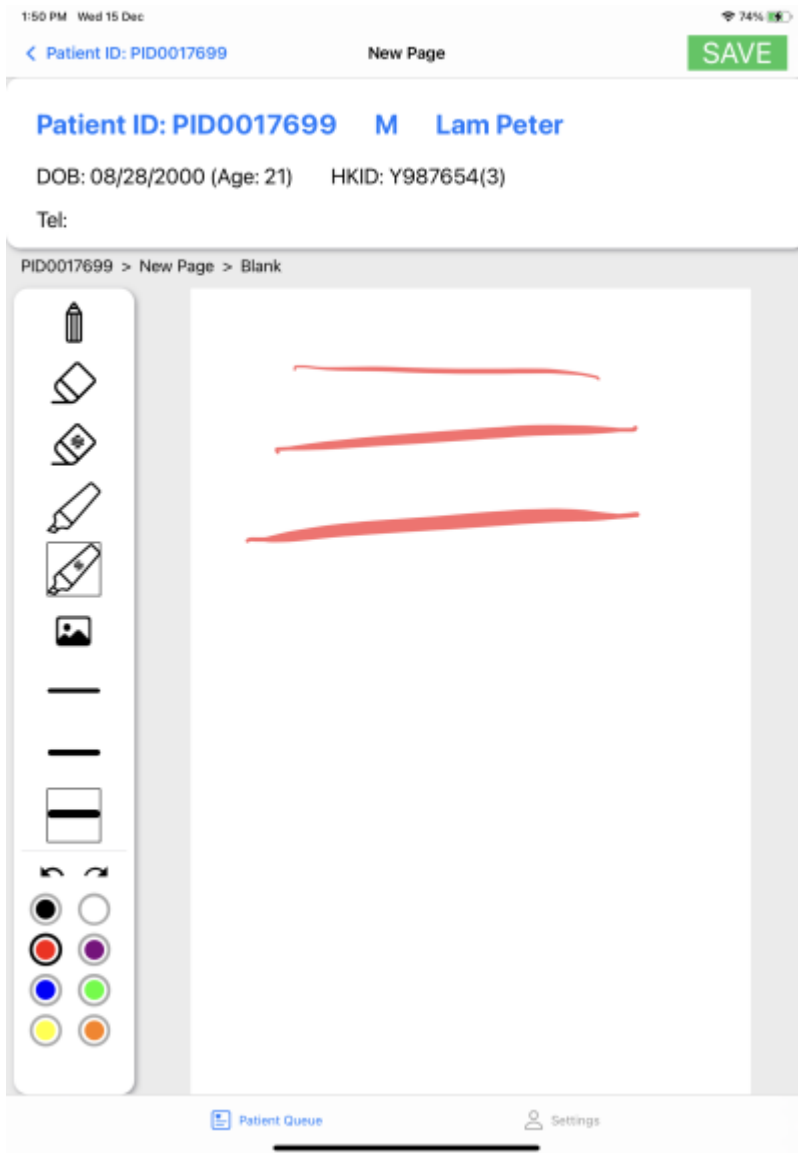 1:50 PM Wed 15 Dec 74%
Patient ID: PID0017699 New Page SAVE
Patient ID: PID0017699 M Lam Peter
DOB: 08/28/2000 (Age: 21) HKID: Y987654(3)
Tel:
PID0017699 > New Page > Blank
Patient Queue Settings